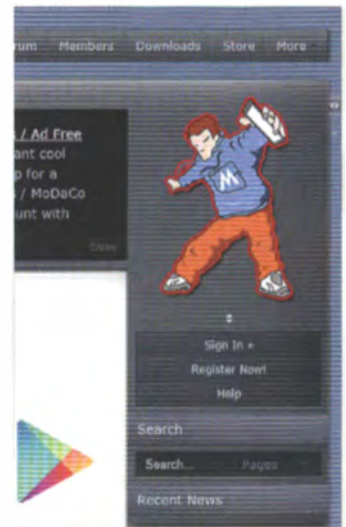 rum Members Downloads Store More
s / Ad Free
ant cool
p for a
s / MoDaCo
unt with
M
Sign In »
Register Now!
Help
Search
Search... Pages
Recent News